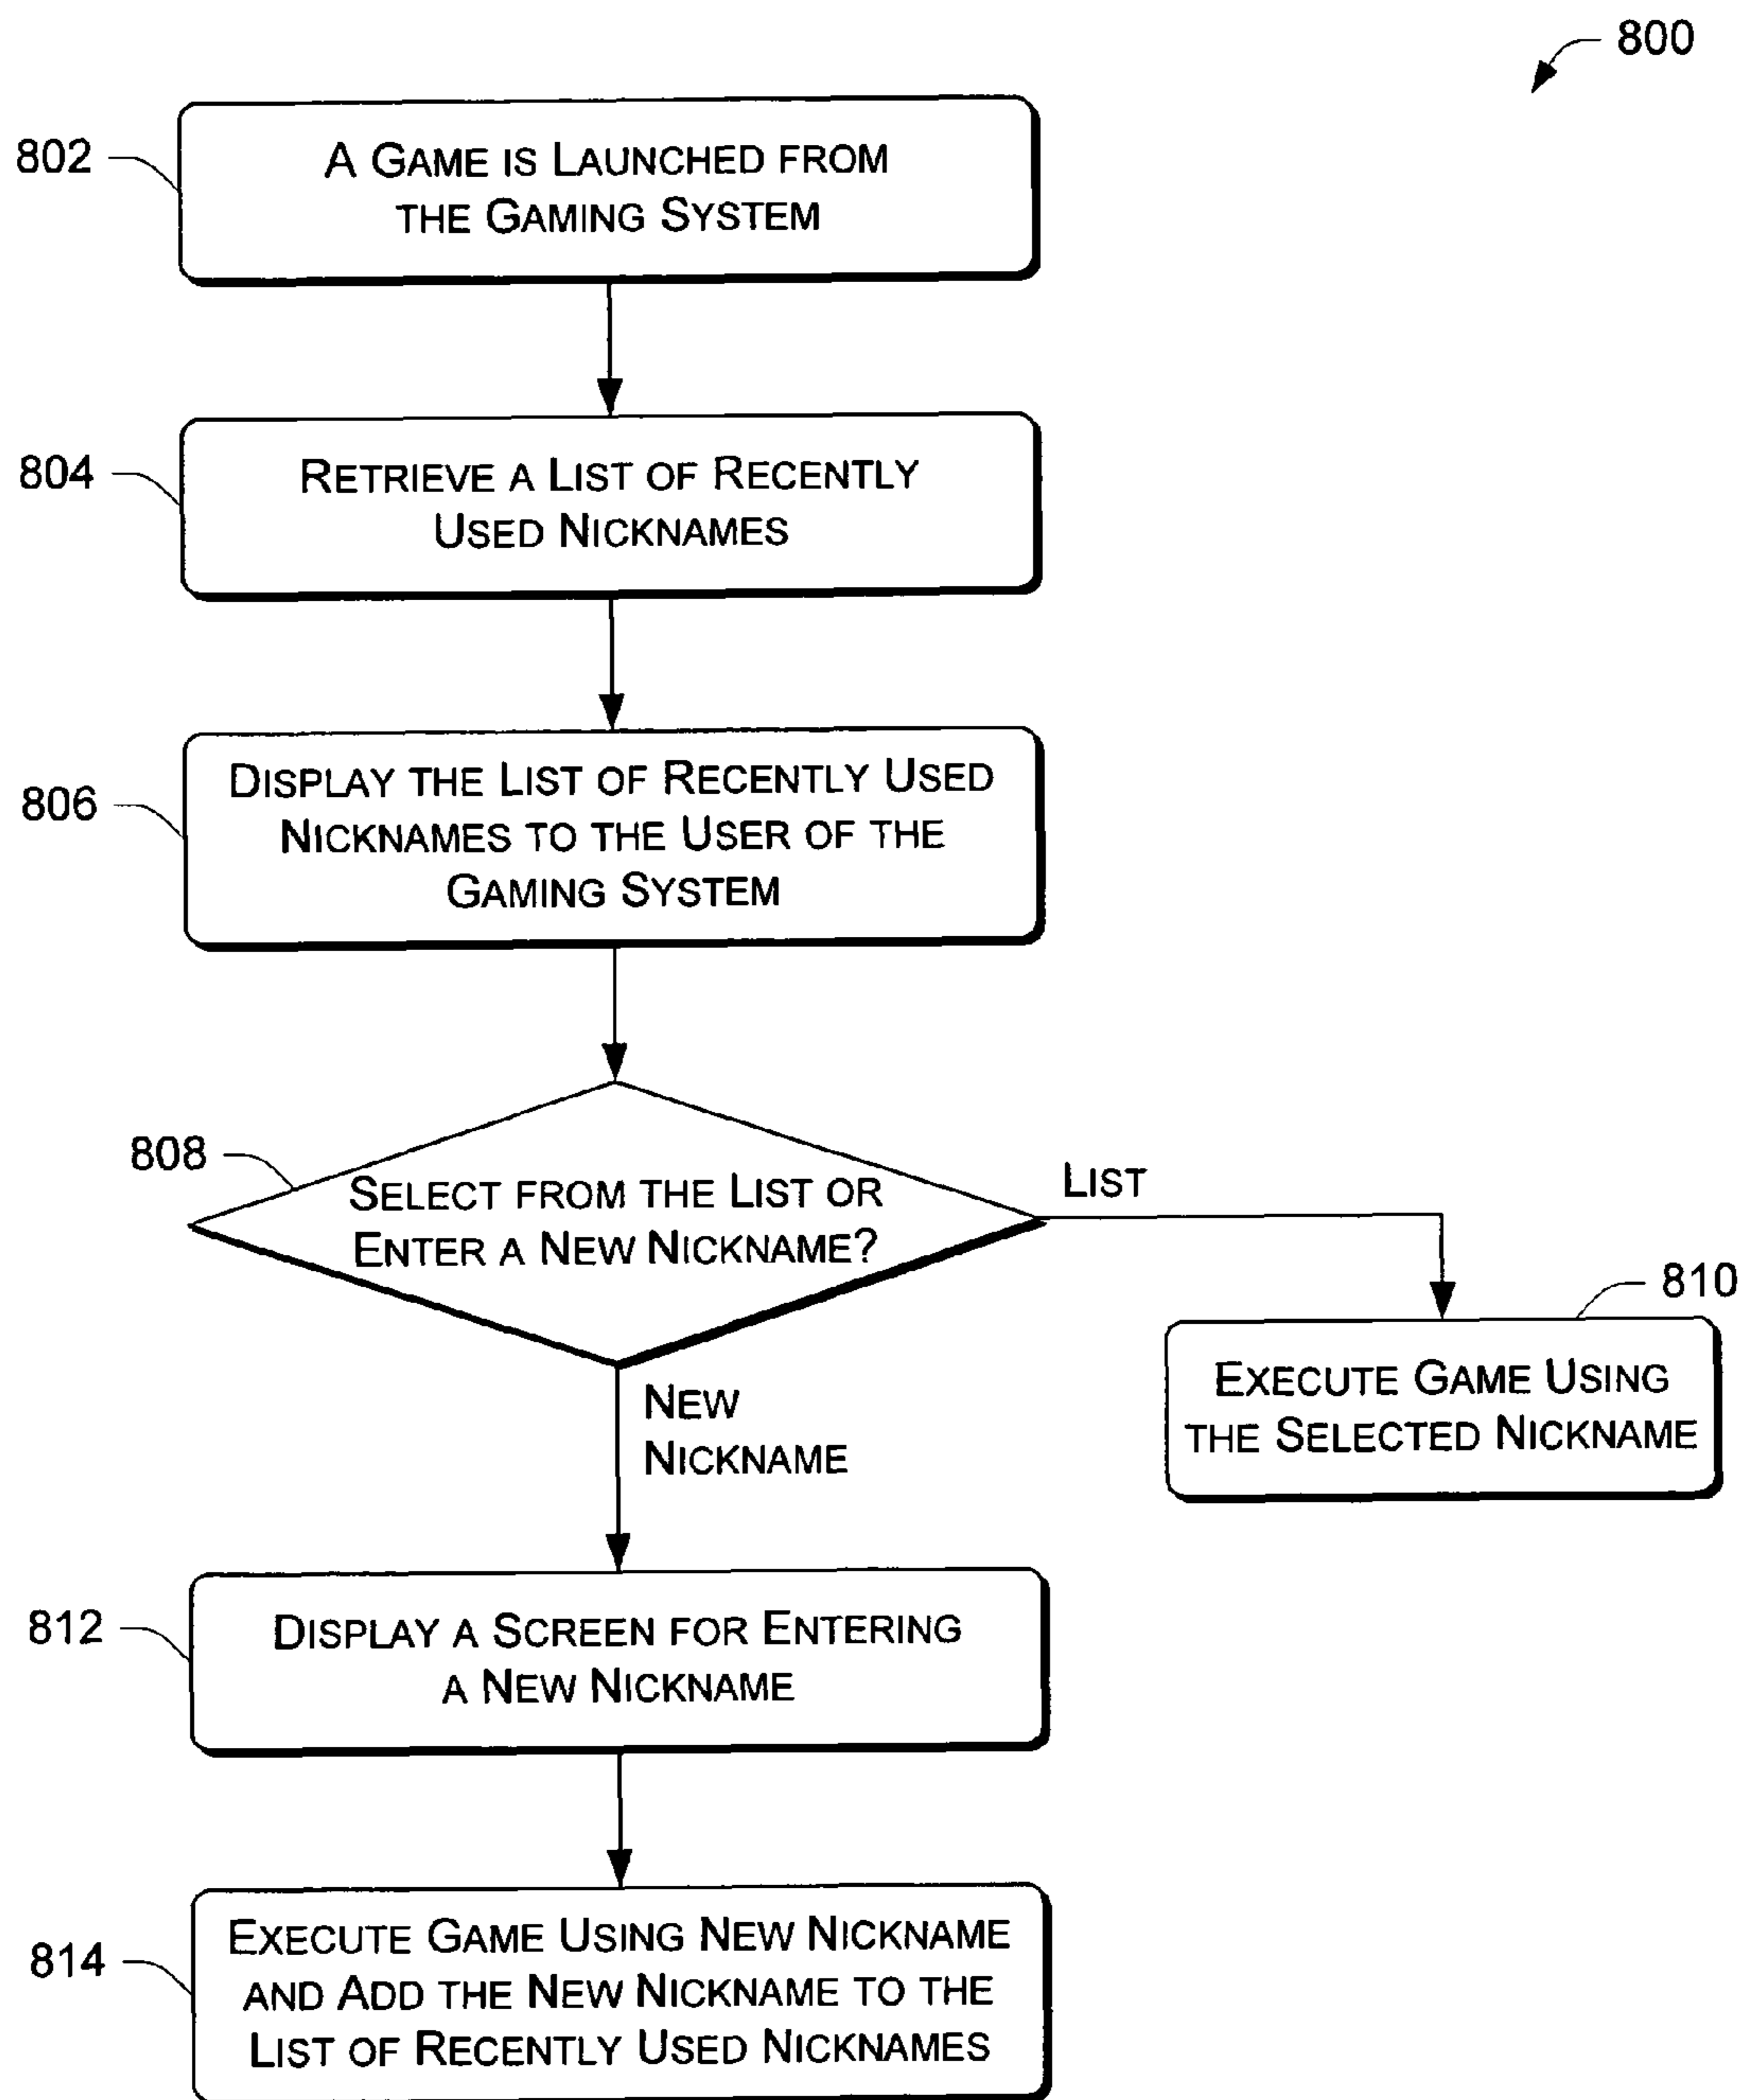 800
802
A GAME IS LAUNCHED FROM
THE GAMING SYSTEM
804
RETRIEVE A LIST OF RECENTLY
USED NICKNAMES
806
DISPLAY THE LIST OF RECENTLY USED
NICKNAMES TO THE USER OF THE
GAMING SYSTEM
808
SELECT FROM THE LIST OR
ENTER A NEW NICKNAME?
LIST
810
EXECUTE GAME USING
THE SELECTED NICKNAME
NEW
NICKNAME
812
DISPLAY A SCREEN FOR ENTERING
A NEW NICKNAME
814
EXECUTE GAME USING NEW NICKNAME
AND ADD THE NEW NICKNAME TO THE
LIST OF RECENTLY USED NICKNAMES